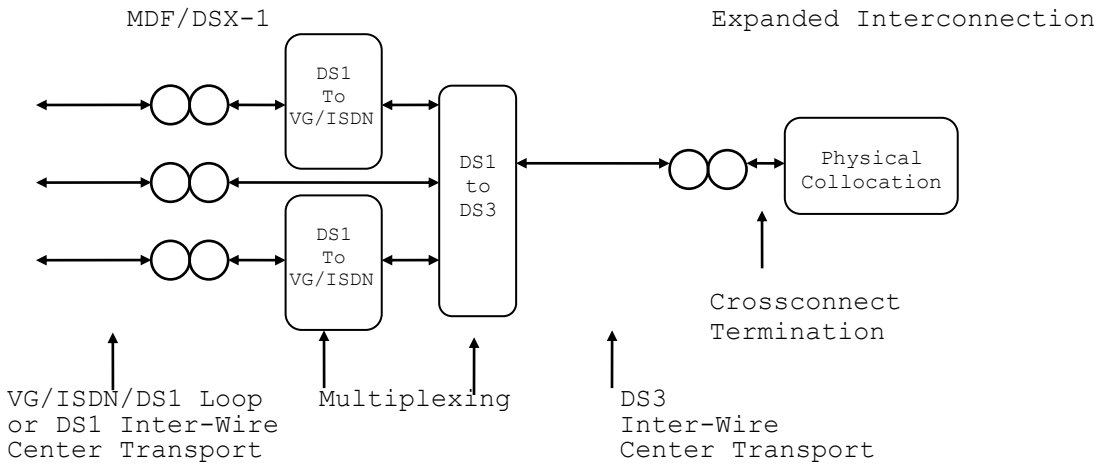 MDF/DSX-1
Expanded Interconnection
DS1
To
VG/ISDN
DS1
to
DS3
Physical
Collocation
DS1
To
VG/ISDN
Crossconnect
Termination
VG/ISDN/DS1 Loop
or DS1 Inter-Wire
Center Transport
Multiplexing
DS3
Inter-Wire
Center Transport